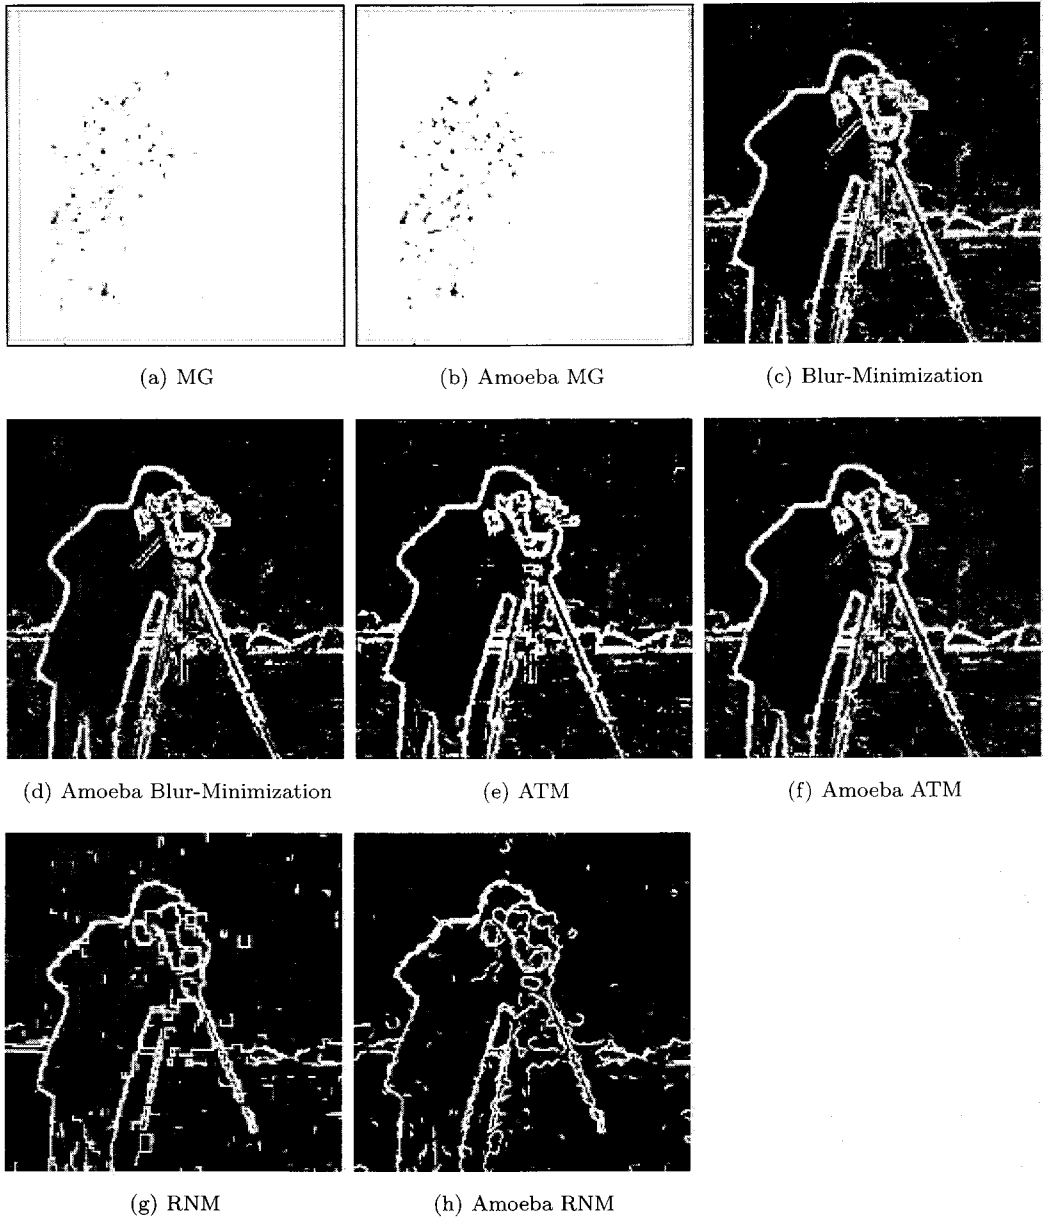 (a) MG
(b) Amoeba MG
(c) Blur-Minimization
(d) Amoeba Blur-Minimization
(e) ATM
(f) Amoeba ATM
(g) RNM
(h) Amoeba RNM